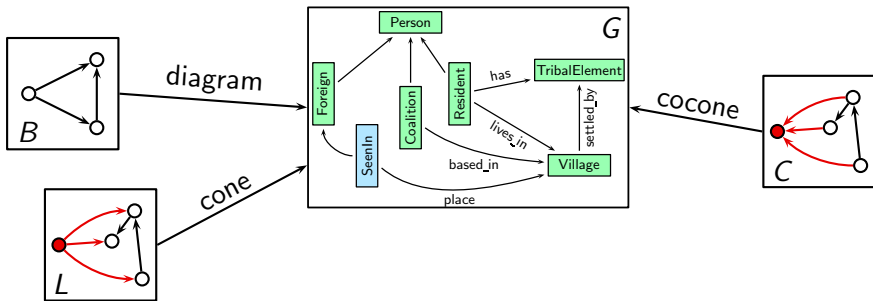 Person
G
B
diagram
Foreign
Coalition
Resident
has
TribalElement
SeenIn
lives_in
settled_by
based_in
Village
place
cocone
C
cone
L